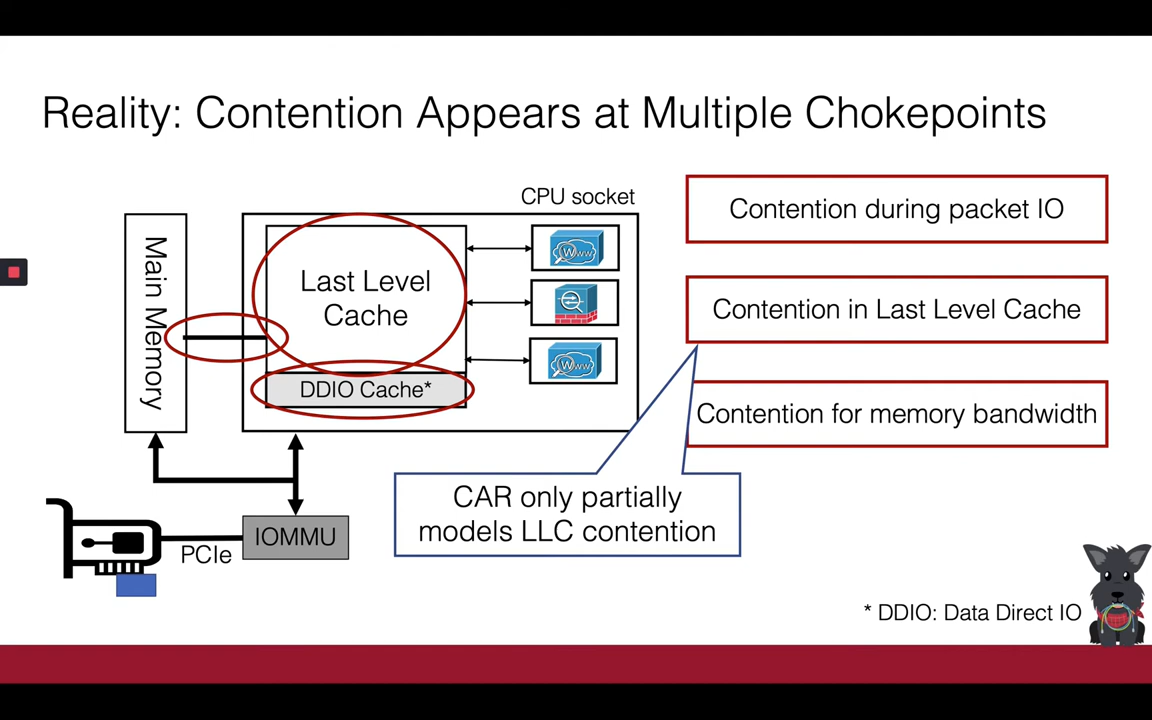 Reality: Contention Appears at Multiple Chokepoints
CPU socket
Main Memory
Last Level
Cache
DDIO Cache*
WWW
WWW
IOMMU
PCIe
Contention during packet IO
Contention in Last Level Cache
Contention for memory bandwidth
CAR only partially
models LLC contention
* DDIO: Data Direct IO